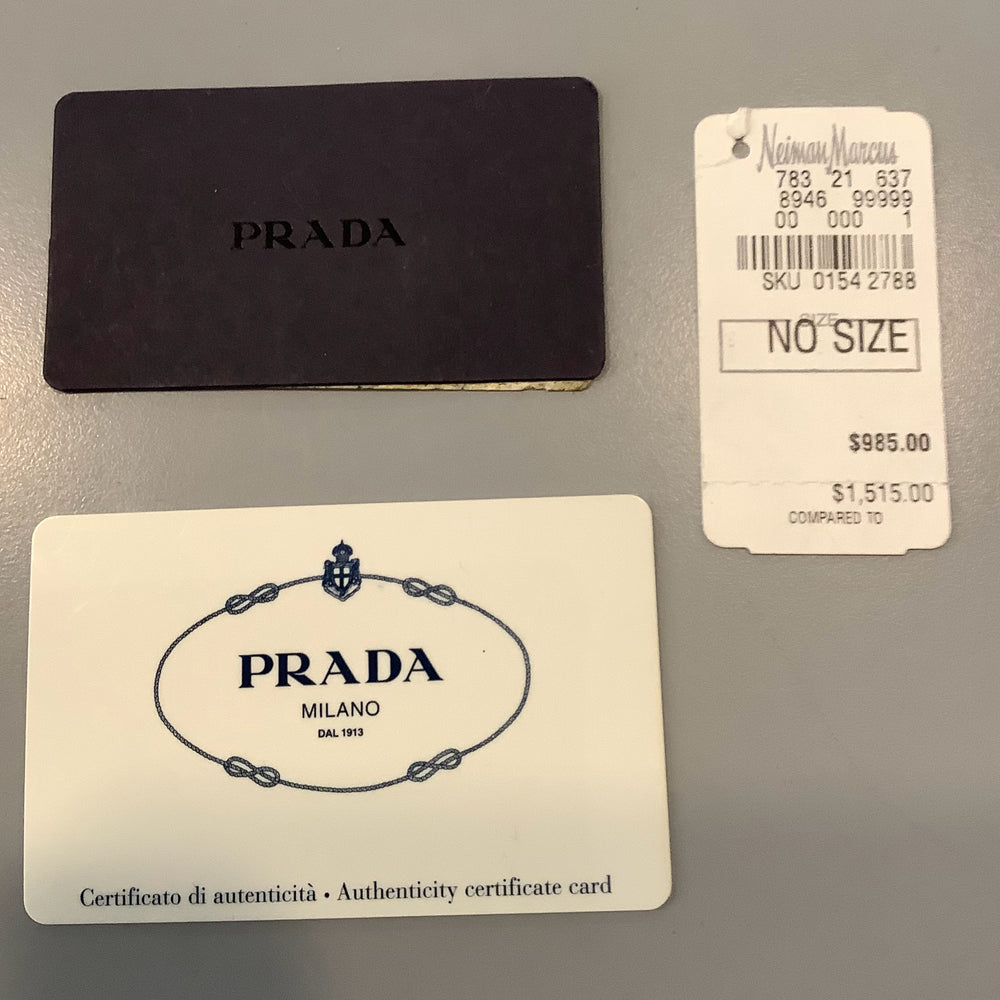 PRADA
Neiman Marcus
783 21 637
8946 99999
00 000 1
SKU 0154 2788
SIZE
NO SIZE
$985.00
$1,515.00
COMPARED TO
PRADA
MILANO
DAL 1913
Certificato di autenticità • Authenticity certificate card